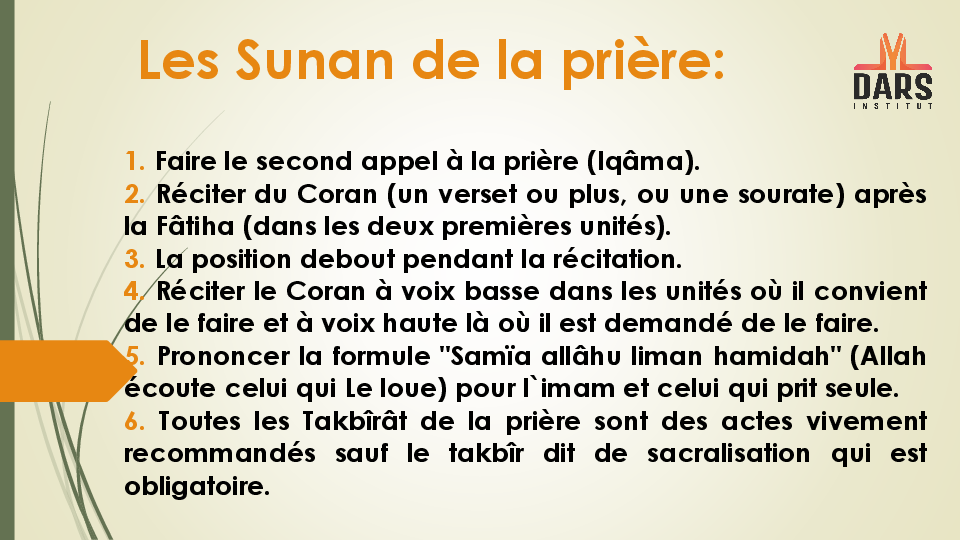 Les Sunan de la prière:
DARS
INSTITUT
1. Faire le second appel à la prière (Iqâma).
2. Réciter du Coran (un verset ou plus, ou une sourate) après
la Fâtiha (dans les deux premières unités).
3. La position debout pendant la récitation.
4. Réciter le Coran à voix basse dans les unités où il convient
de le faire et à voix haute là où il est demandé de le faire.
5. Prononcer la formule "Samïa allâhu liman hamidah" (Allah
écoute celui qui Le loue) pour l`imam et celui qui prit seule.
6. Toutes les Takbîrât de la prière sont des actes vivement
recommandés sauf le takbîr dit de sacralisation qui est
obligatoire.